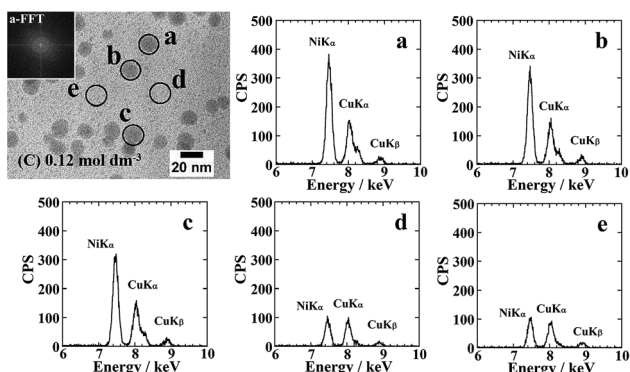 a-FFT
a
b
d
e
c
(C) 0.12 mol dm-3
20 nm
500
400
300
200
100
0
CPS
NiKα
CuKα
CuKβ
a
6 7 8 9 10
Energy / keV
500
400
300
200
100
0
CPS
NiKα
CuKα
CuKβ
b
6 7 8 9 10
Energy / keV
500
400
300
200
100
0
CPS
NiKα
CuKα
CuKβ
c
6 7 8 9 10
Energy / keV
500
400
300
200
100
0
CPS
NiKα
CuKα
CuKβ
d
6 7 8 9 10
Energy / keV
500
400
300
200
100
0
CPS
NiKα
CuKα
CuKβ
e
6 7 8 9 10
Energy / keV